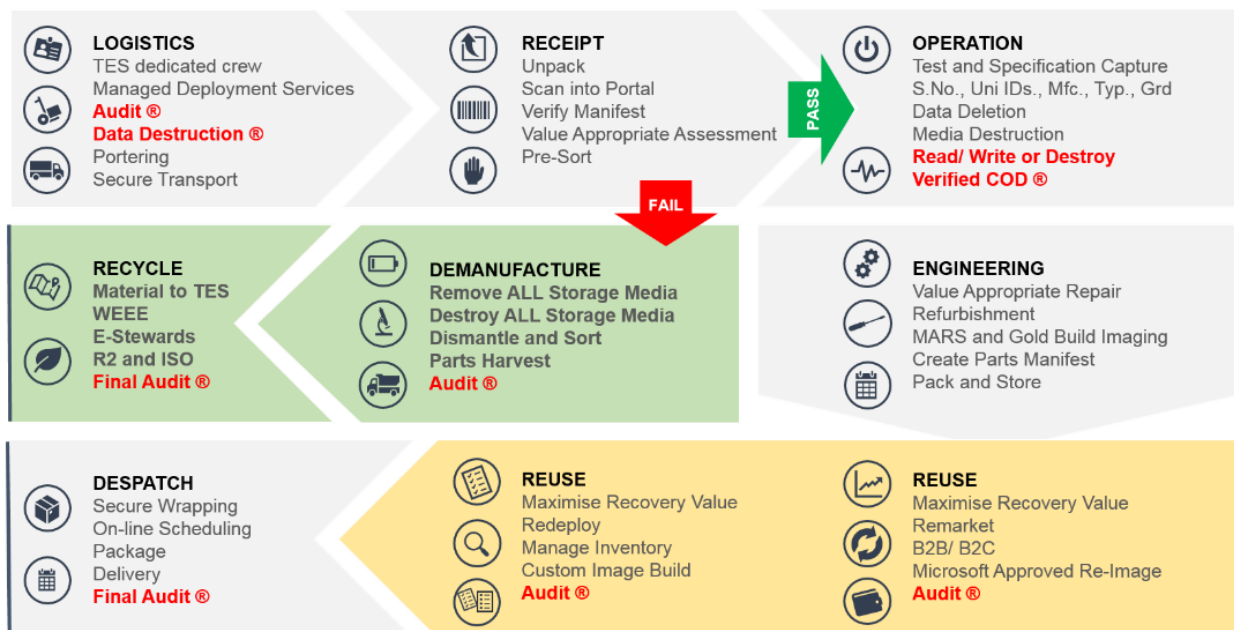 LOGISTICS
TES dedicated crew
Managed Deployment Services
Audit ®
Data Destruction ®
Portering
Secure Transport
RECEIPT
Unpack
Scan into Portal
Verify Manifest
Value Appropriate Assessment
Pre-Sort
PASS
OPERATION
Test and Specification Capture
S.No., Uni IDs., Mfc., Typ., Grd
Data Deletion
Media Destruction
Read/ Write or Destroy
Verified COD ®
FAIL
RECYCLE
Material to TES
WEEE
E-Stewards
R2 and ISO
Final Audit ®
DEMANUFACTURE
Remove ALL Storage Media
Destroy ALL Storage Media
Dismantle and Sort
Parts Harvest
Audit ®
ENGINEERING
Value Appropriate Repair
Refurbishment
MARS and Gold Build Imaging
Create Parts Manifest
Pack and Store
DESPATCH
Secure Wrapping
On-line Scheduling
Package
Delivery
Final Audit ®
REUSE
Maximise Recovery Value
Redeploy
Manage Inventory
Custom Image Build
Audit ®
REUSE
Maximise Recovery Value
Remarket
B2B/ B2C
Microsoft Approved Re-Image
Audit ®